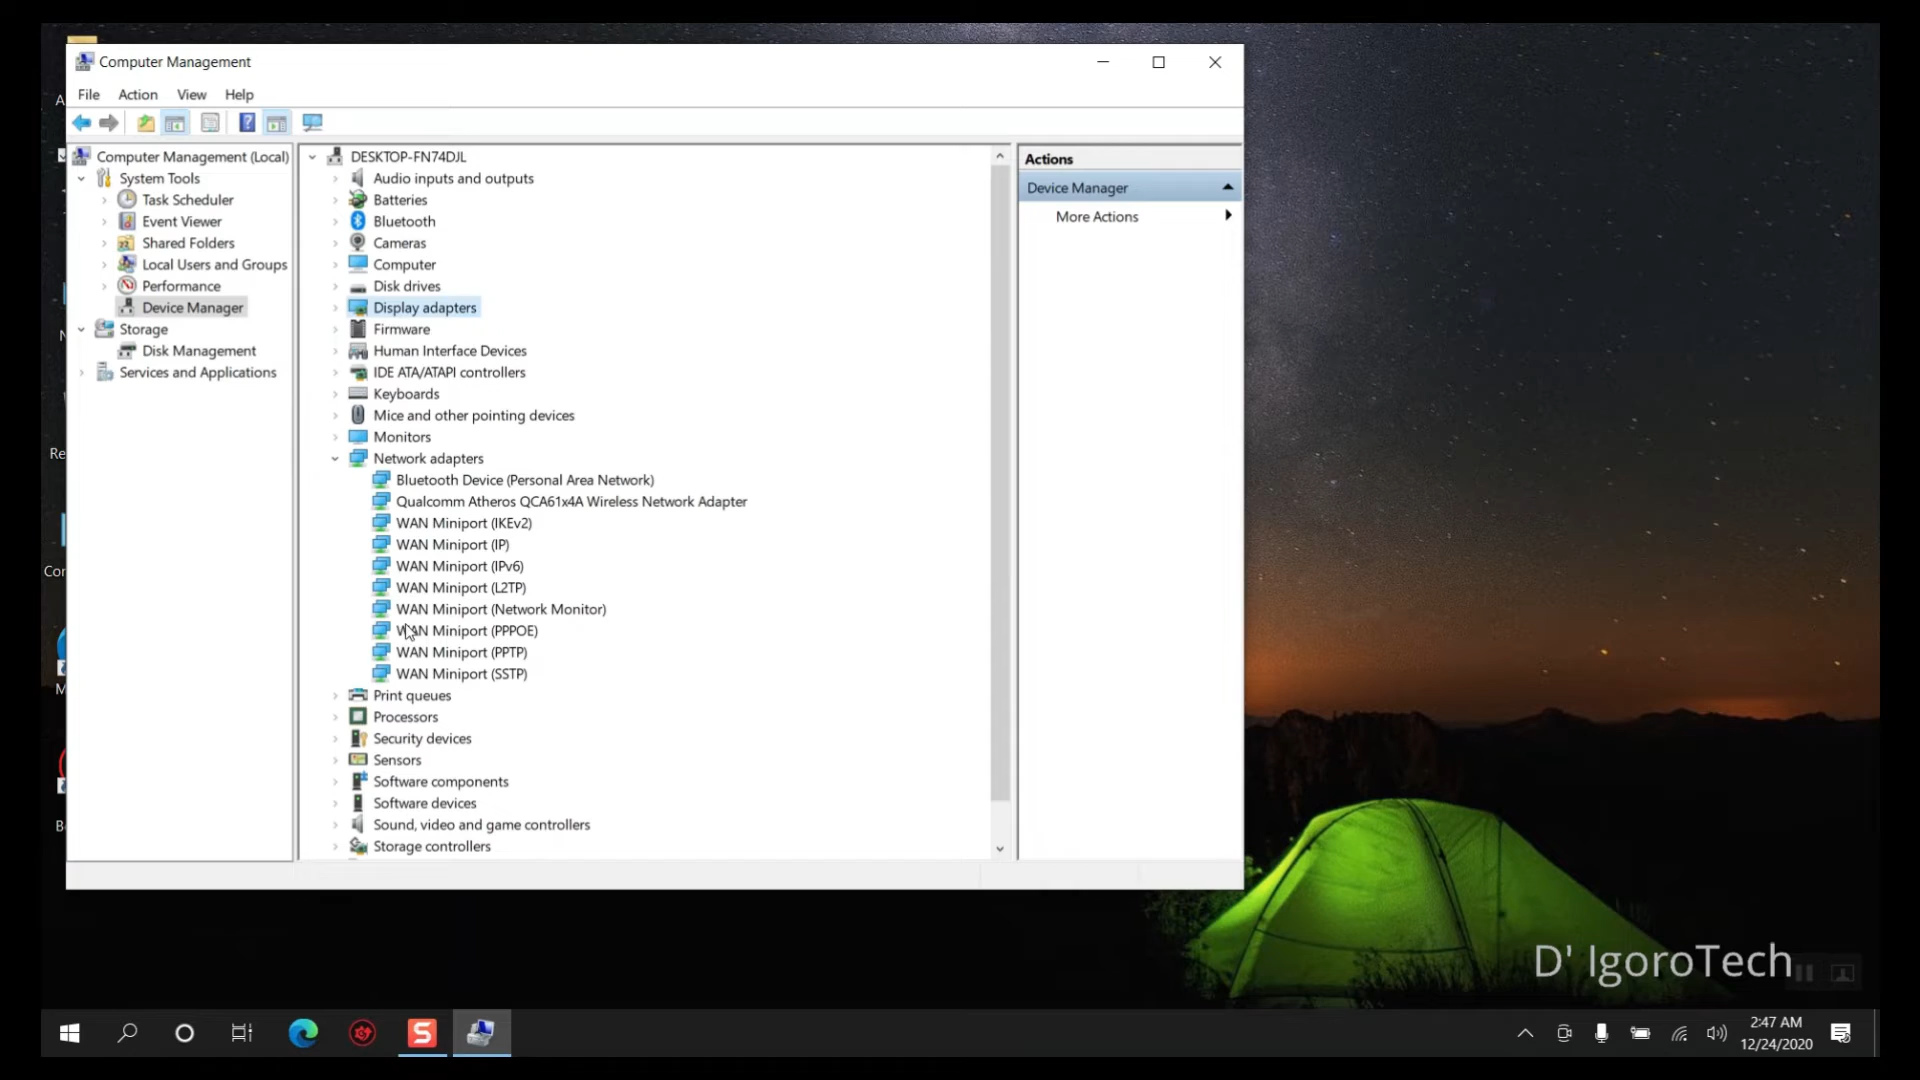 Computer Management
File Action View Help
Computer Management (Local)
System Tools
Task Scheduler
Event Viewer
Shared Folders
Local Users and Groups
Performance
Device Manager
Storage
Disk Management
Services and Applications
DESKTOP-FN74DJL
Audio inputs and outputs
Batteries
Bluetooth
Cameras
Computer
Disk drives
Display adapters
Firmware
Human Interface Devices
IDE ATA/ATAPI controllers
Keyboards
Mice and other pointing devices
Monitors
Network adapters
Bluetooth Device (Personal Area Network)
Qualcomm Atheros QCA61x4A Wireless Network Adapter
WAN Miniport (IKEv2)
WAN Miniport (IP)
WAN Miniport (IPv6)
WAN Miniport (L2TP)
WAN Miniport (Network Monitor)
WAN Miniport (PPPOE)
WAN Miniport (PPTP)
WAN Miniport (SSTP)
Print queues
Processors
Security devices
Sensors
Software components
Software devices
Sound, video and game controllers
Storage controllers
Actions
Device Manager
More Actions
D' IgoroTech
2:47 AM
12/24/2020